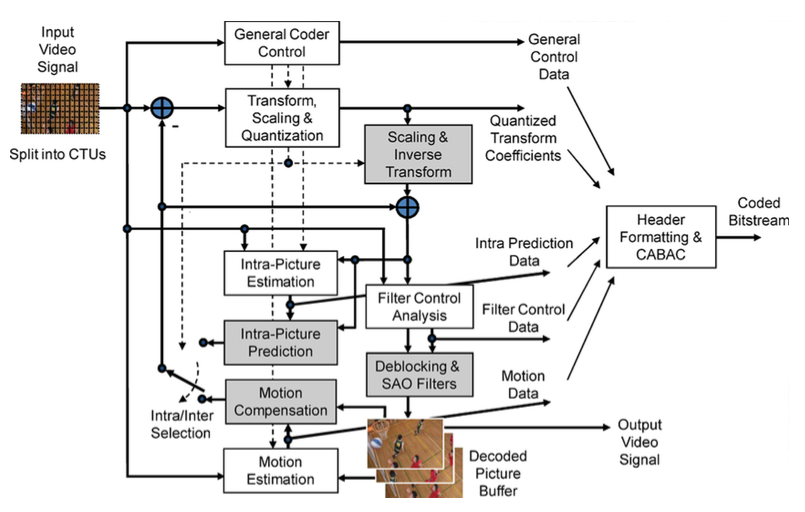 Input
Video
Signal
Split into CTUs
General Coder
Control
General
Control
Data
Transform,
Scaling &
Quantization
-
Quantized
Transform
Coefficients
Scaling &
Inverse
Transform
Header
Formatting &
CABAC
Coded
Bitstream
Intra Prediction
Data
Intra-Picture
Estimation
Filter Control
Analysis
Filter Control
Data
Intra-Picture
Prediction
Deblocking &
SAO Filters
Motion
Data
Motion
Compensation
Intra/Inter
Selection
Output
Video
Signal
Motion
Estimation
Decoded
Picture
Buffer